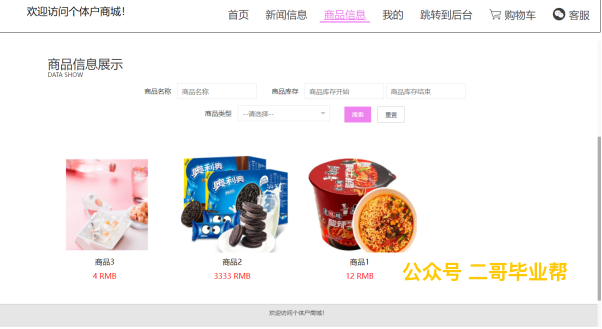 欢迎访问个体户商城！
首页 新闻信息 商品信息 我的 跳转到后台 购物车 客服
商品信息展示
DATA SHOW
商品名称 商品名称 商品库存 商品库存开始 商品库存结束
商品类型 --请选择-- 搜索 重置
奥利奥
奥利奥
商品3
商品2
商品1
4 RMB
3333 RMB
12 RMB
公众号 二哥毕业帮
欢迎访问个体户商城！